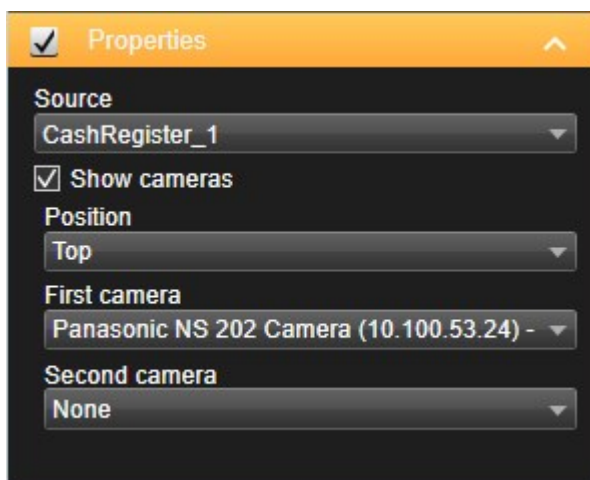 Properties
Source
CashRegister_1
Show cameras
Position
Top
First camera
Panasonic NS 202 Camera (10.100.53.24) -
Second camera
None